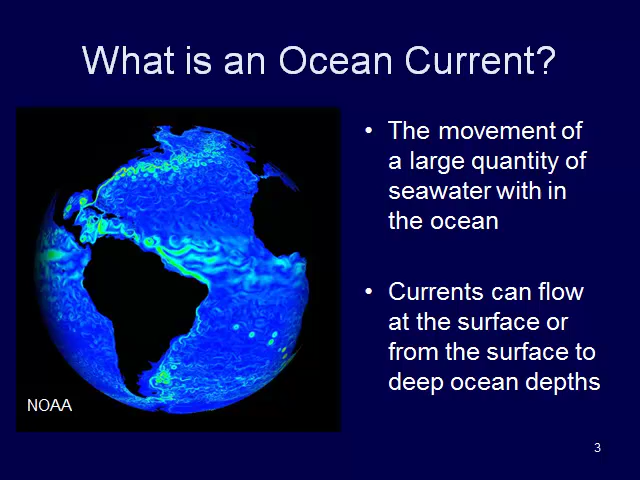 What is an Ocean Current?
• The movement of
a large quantity of
seawater with in
the ocean
• Currents can flow
at the surface or
from the surface to
deep ocean depths
NOAA
3